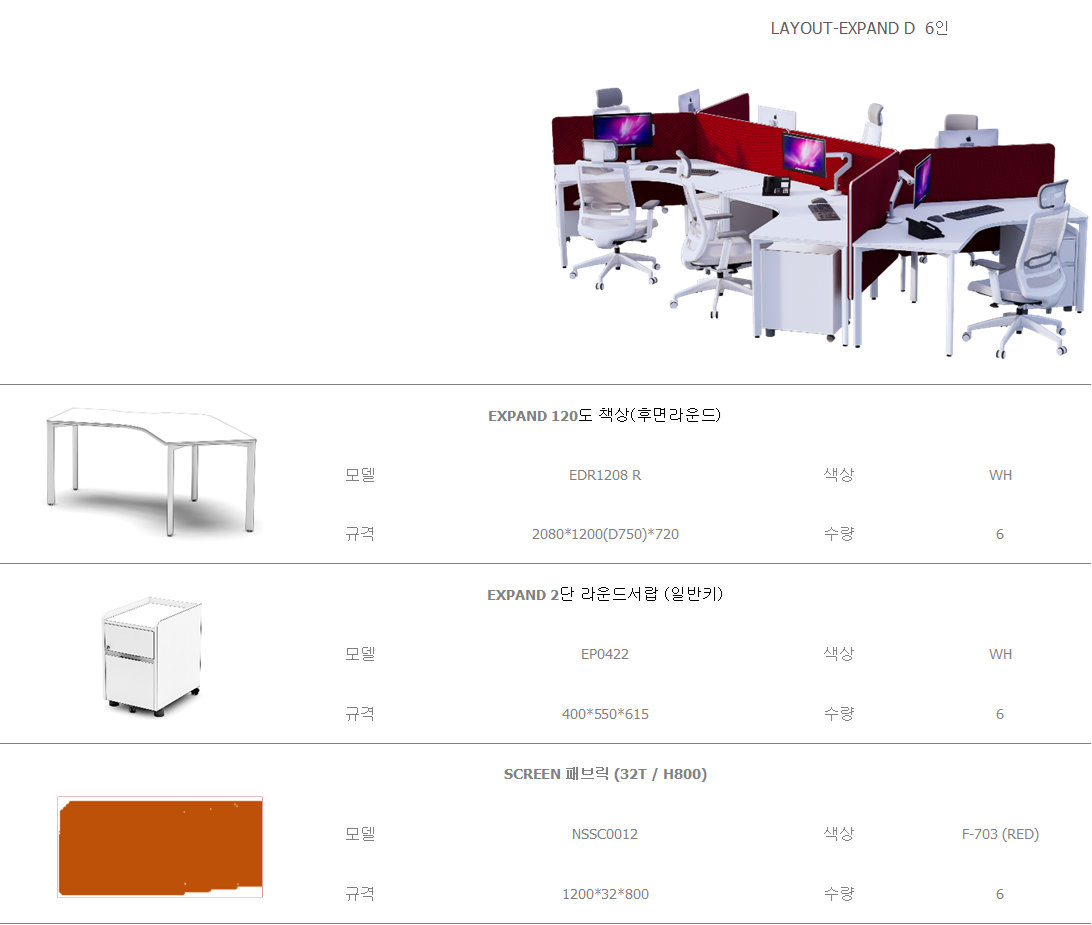 LAYOUT-EXPAND D 6인
EXPAND 120도 책상(후면라운드)
모델 EDR1208 R 색상 WH
규격 2080*1200(D750)*720 수량 6
EXPAND 2단 라운드서랍 (일반키)
모델 EP0422 색상 WH
규격 400*550*615 수량 6
SCREEN 패브릭 (32T / H800)
모델 NSSC0012 색상 F-703 (RED)
규격 1200*32*800 수량 6